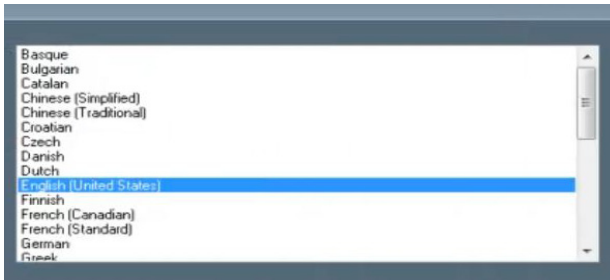 Basque
Bulgarian
Catalan
Chinese (Simplified)
Chinese (Traditional)
Croatian
Czech
Danish
Dutch
English (United States)
Finnish
French (Canadian)
French (Standard)
German
Greek